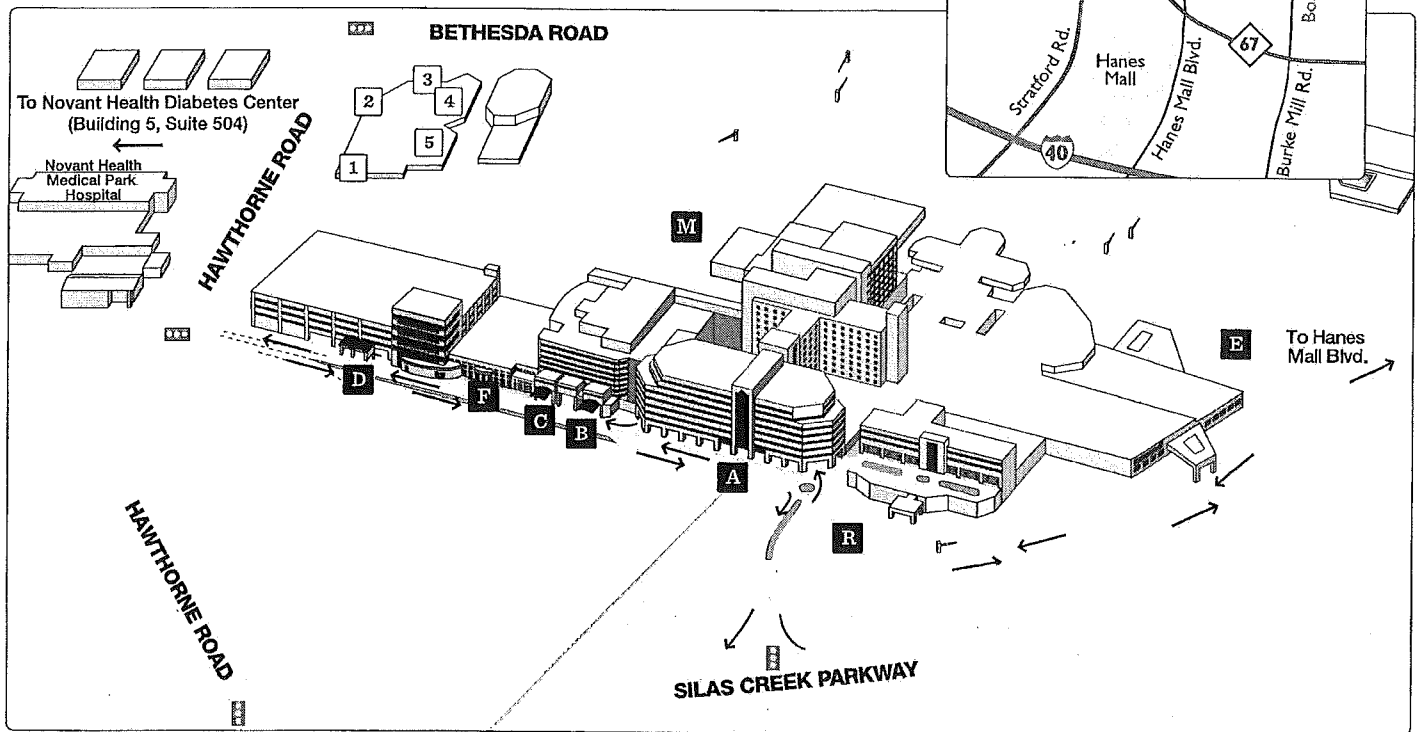 BETHESDA ROAD
To Novant Health Diabetes Center
(Building 5, Suite 504)
HAWTHORNE ROAD
Novant Health
Medical Park
Hospital
1
2
3
4
5
Stratford Rd.
Hanes
Mall
Hanes Mall Blvd.
67
Burke Mill Rd.
40
M
E
To Hanes
Mall Blvd.
D
F
C
B
A
R
HAWTHORNE ROAD
SILAS CREEK PARKWAY